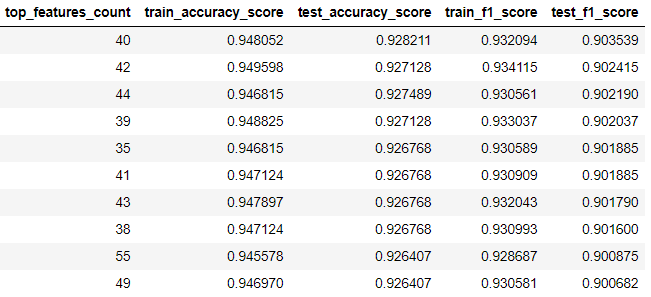 top_features_count train_accuracy_score test_accuracy_score train_f1_score test_f1_score
40 0.948052 0.928211 0.932094 0.903539
42 0.949598 0.927128 0.934115 0.902415
44 0.946815 0.927489 0.930561 0.902190
39 0.948825 0.927128 0.933037 0.902037
35 0.946815 0.926768 0.930589 0.901885
41 0.947124 0.926768 0.930909 0.901885
43 0.947897 0.926768 0.932043 0.901790
38 0.947124 0.926768 0.930993 0.901600
55 0.945578 0.926407 0.928687 0.900875
49 0.946970 0.926407 0.930581 0.900682